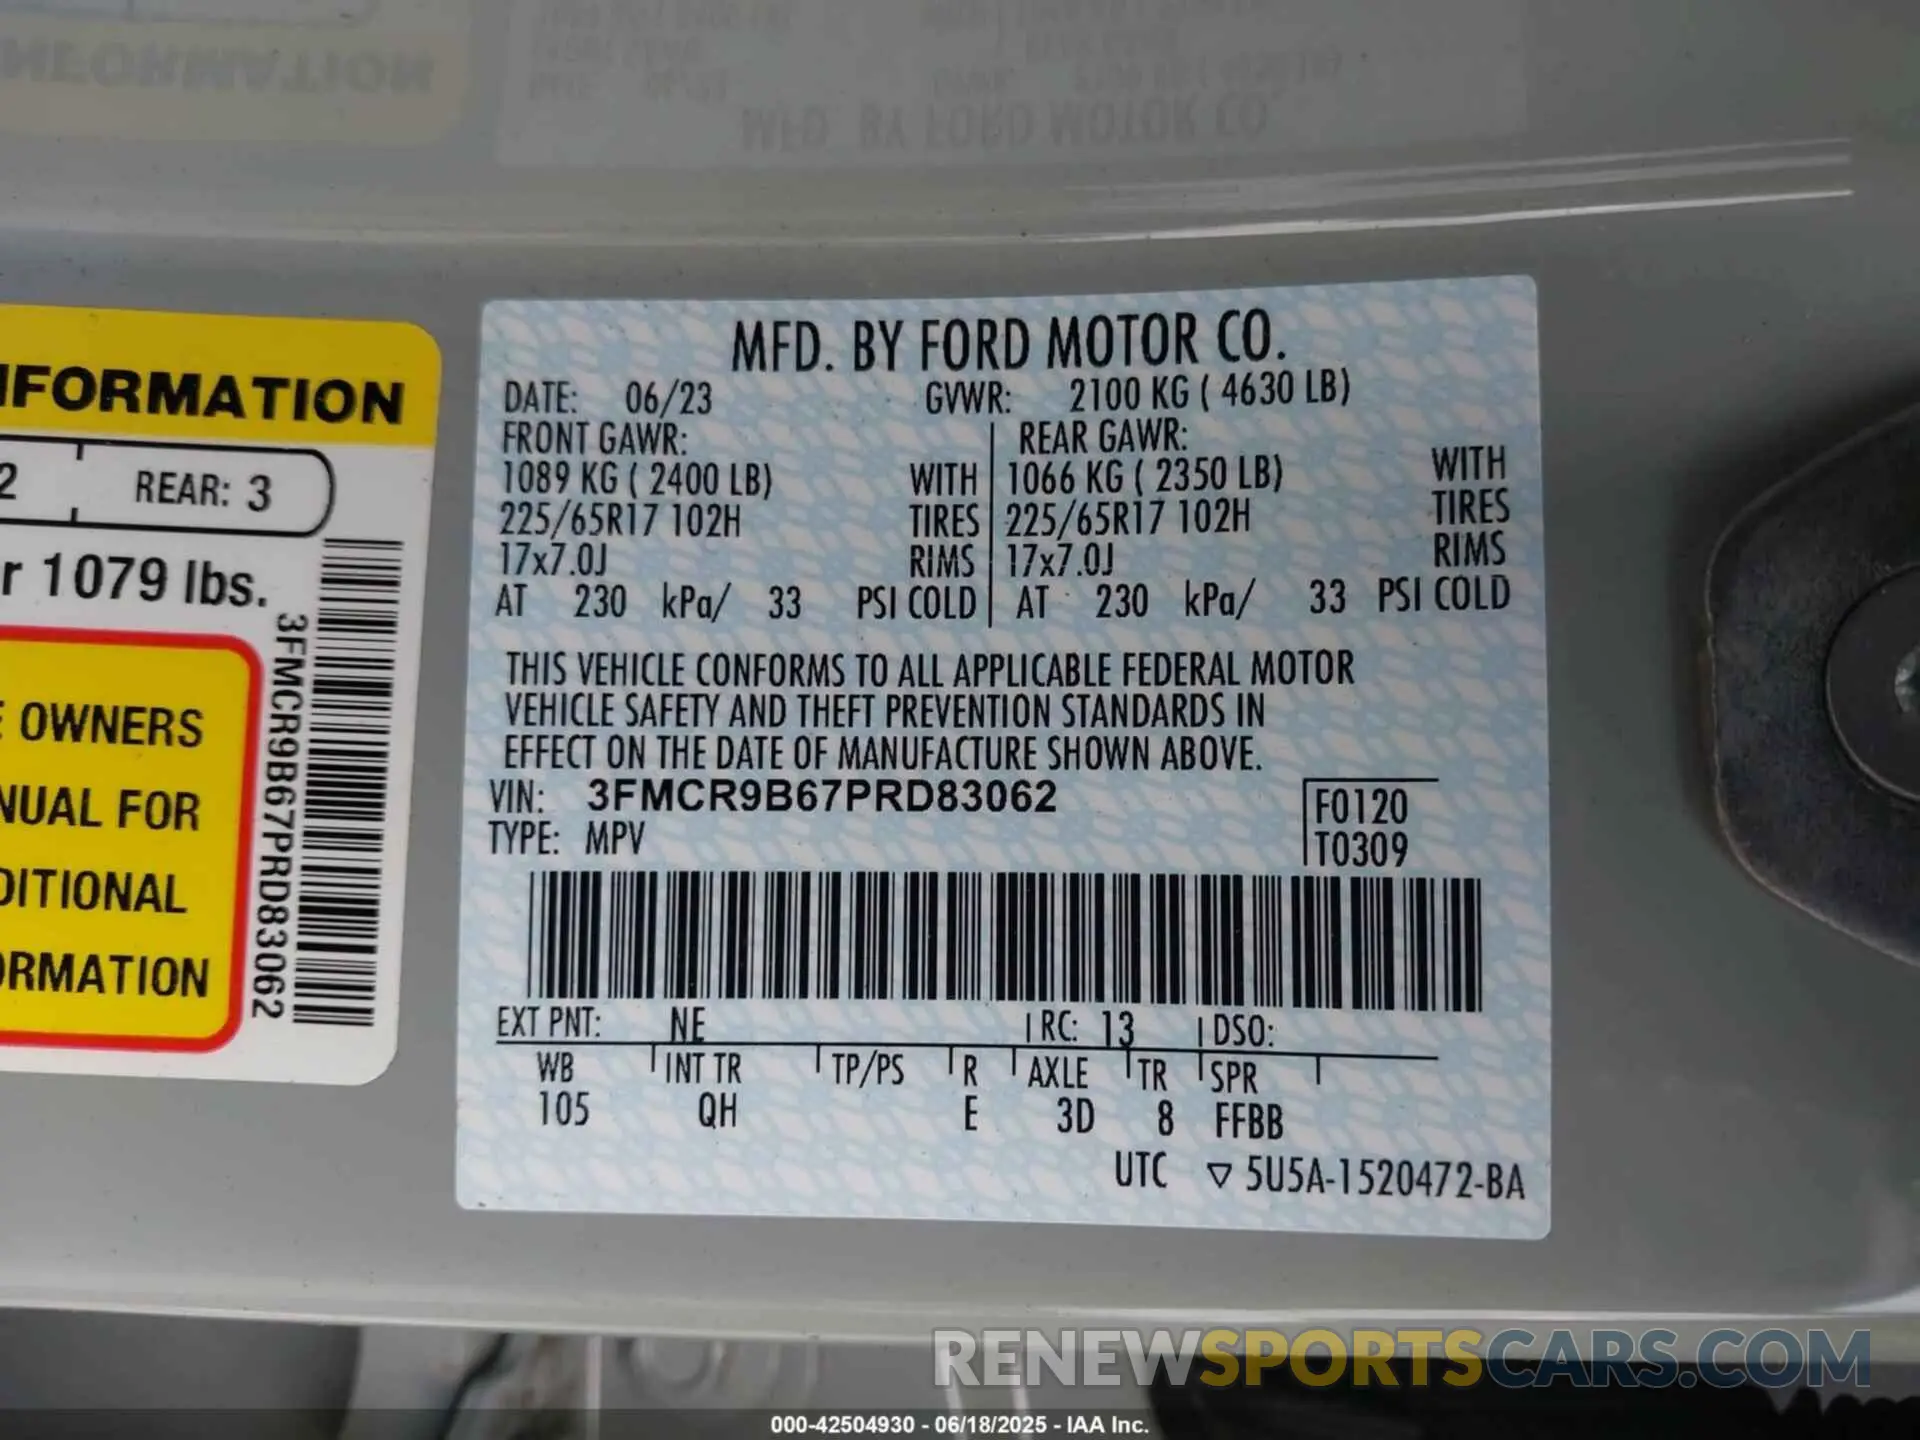 NFORMATION
2 REAR: 3
r 1079 lbs.
OWNERS
NUAL FOR
DITIONAL
ORMATION
3FMCR9B67PRD83062
MFD. BY FORD MOTOR CO.
DATE: 06/23 GVWR: 2100 KG ( 4630 LB)
FRONT GAWR: REAR GAWR:
1089 KG ( 2400 LB) WITH 1066 KG ( 2350 LB) WITH
225/65R17 102H TIRES 225/65R17 102H TIRES
17x7.0J RIMS 17x7.0J RIMS
AT 230 kPa/ 33 PSI COLD AT 230 kPa/ 33 PSI COLD
THIS VEHICLE CONFORMS TO ALL APPLICABLE FEDERAL MOTOR
VEHICLE SAFETY AND THEFT PREVENTION STANDARDS IN
EFFECT ON THE DATE OF MANUFACTURE SHOWN ABOVE.
VIN: 3FMCR9B67PRD83062 F0120
TYPE: MPV T0309
EXT PNT: NE RC: 13 DSO:
WB INT TR TP/PS R AXLE TR SPR
105 QH E 3D 8 FFBB
UTC ▽ 5U5A-1520472-BA
RENEWSPORTSCARS.COM
000-42504930 - 06/18/2025 - IAA Inc.